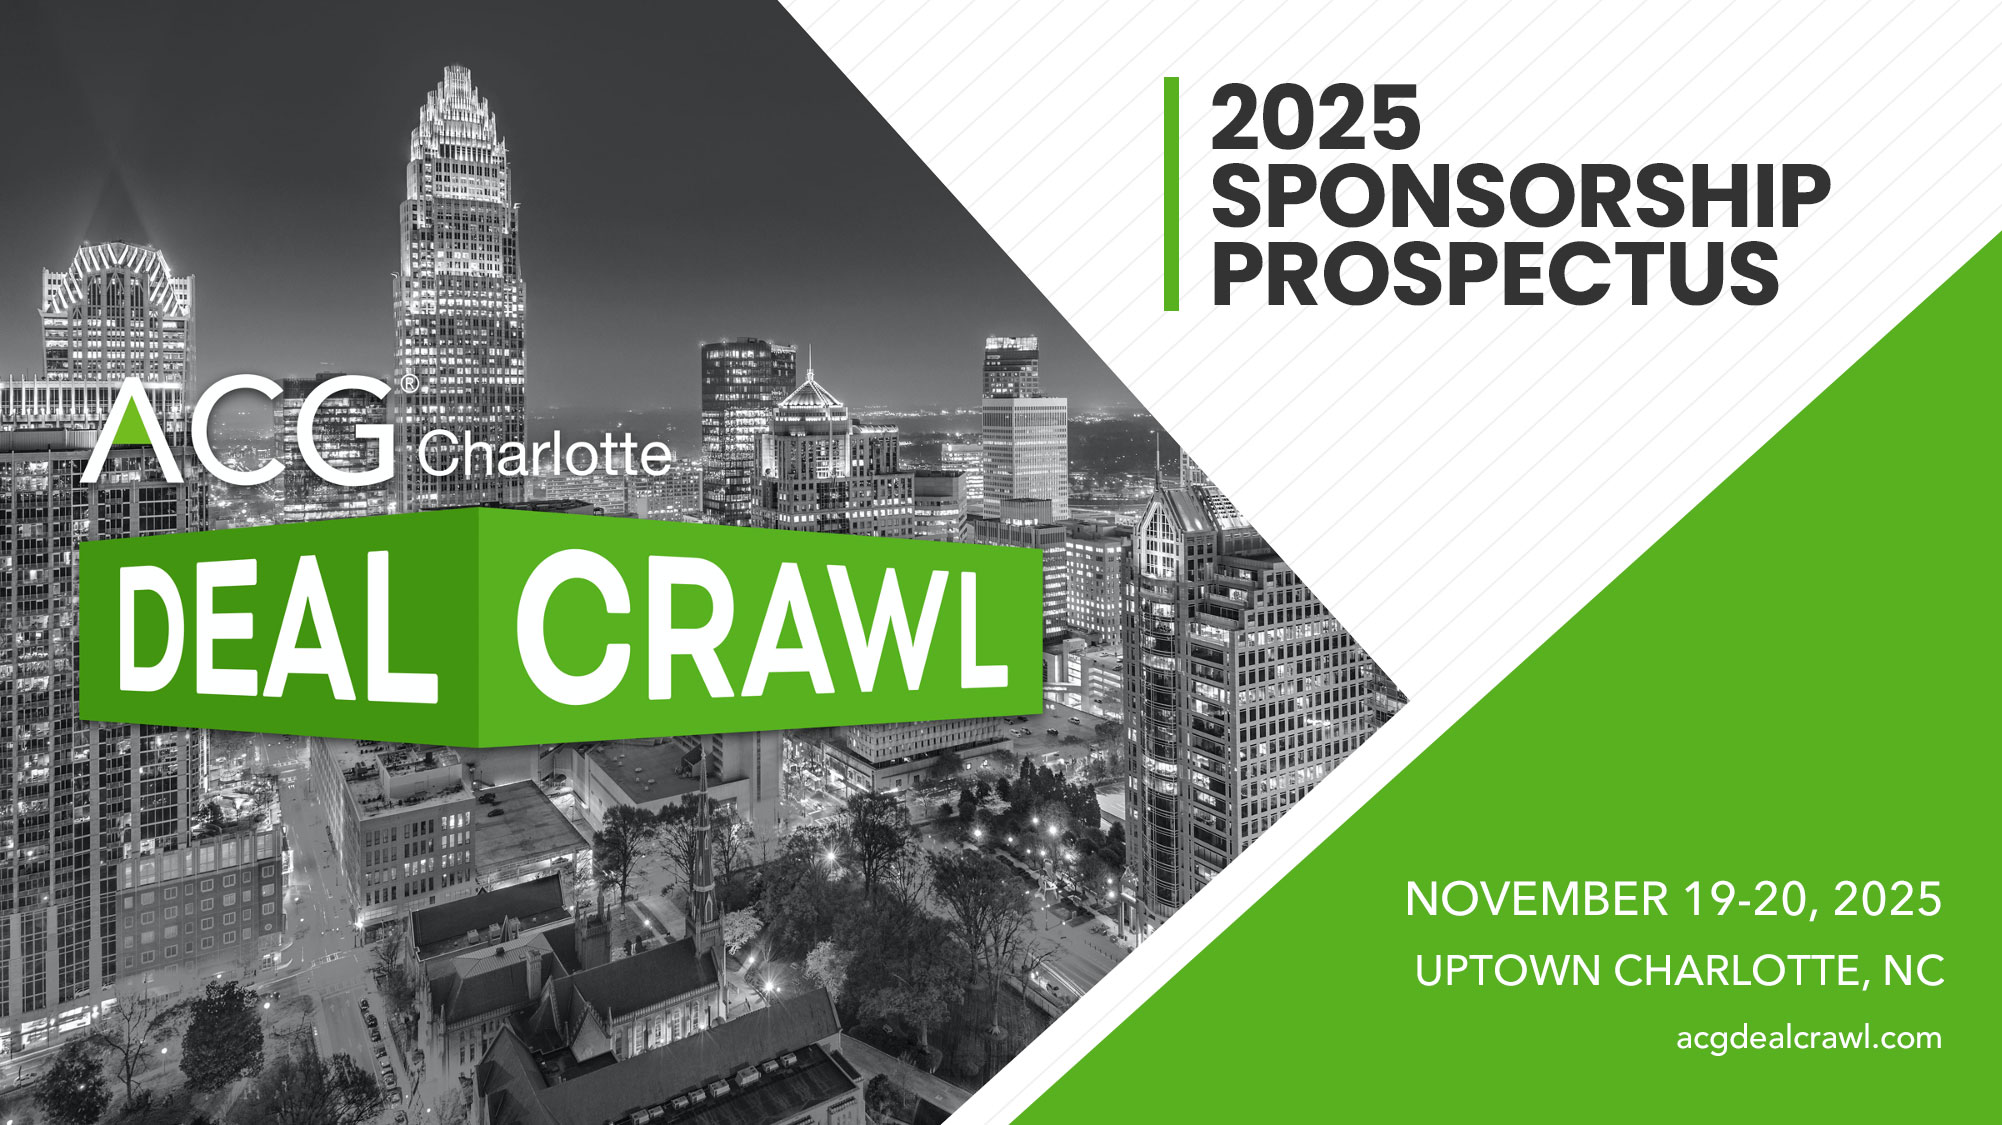 ACG® Charlotte
DEAL CRAWL
2025
SPONSORSHIP
PROSPECTUS
NOVEMBER 19-20, 2025
UPTOWN CHARLOTTE, NC
acgdealcrawl.com